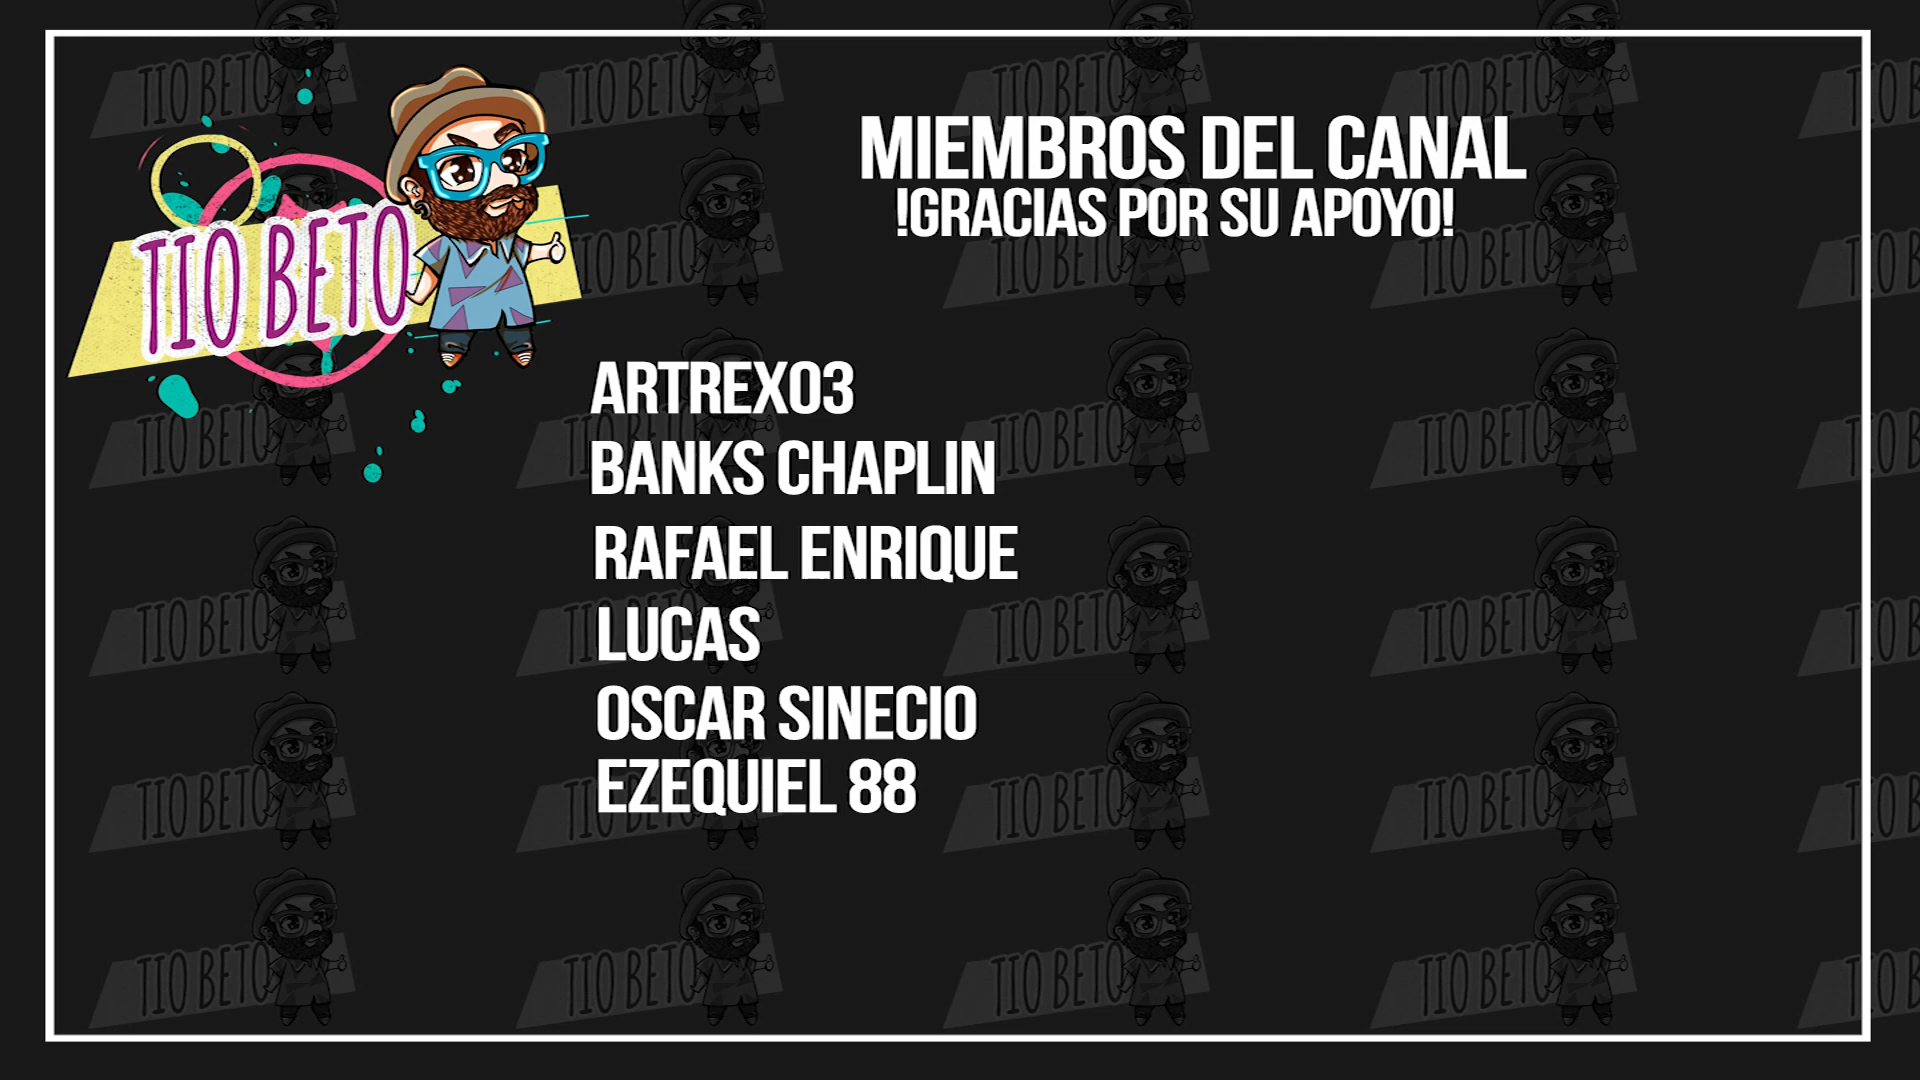 TIO BETO
MIEMBROS DEL CANAL
!GRACIAS POR SU APOYO!
ARTREX03
BANKS CHAPLIN
RAFAEL ENRIQUE
LUCAS
OSCAR SINECIO
EZEQUIEL 88